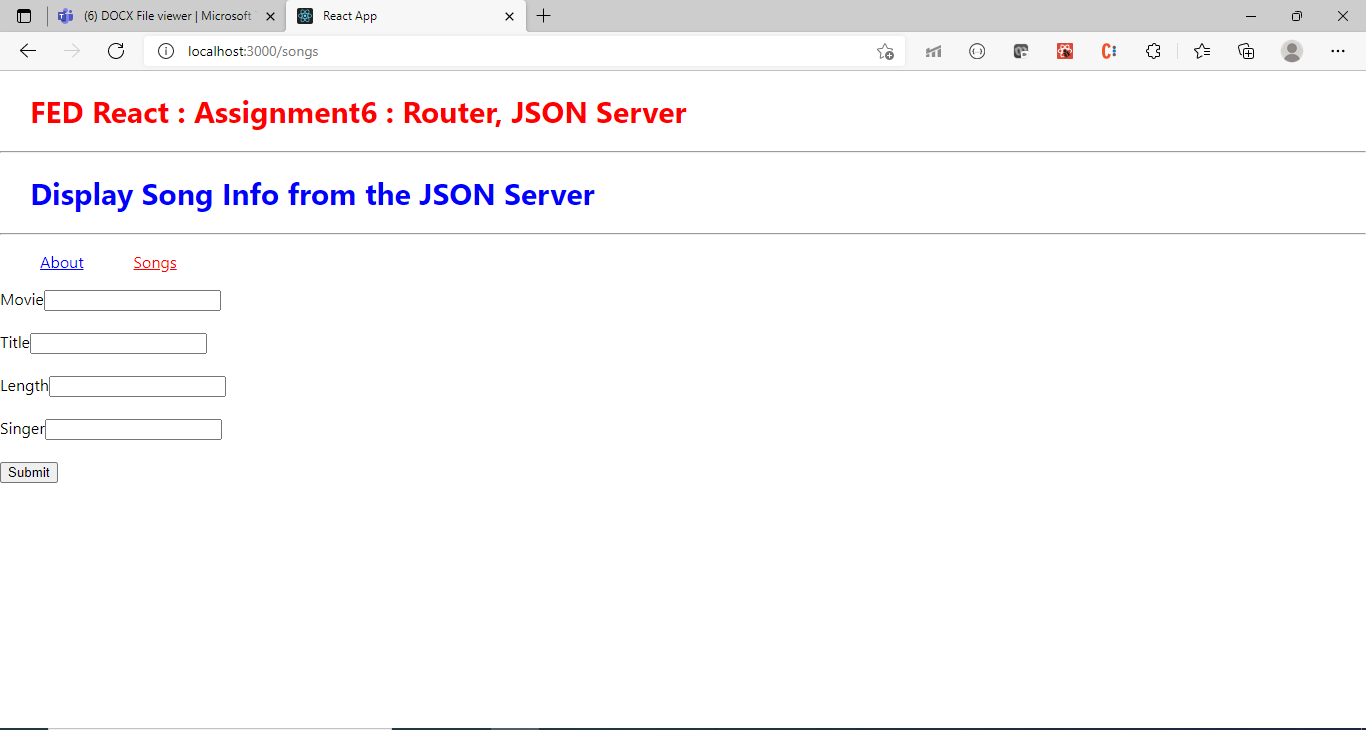 (6) DOCX File viewer | Microsoft
React App
localhost:3000/songs
FED React : Assignment6 : Router, JSON Server
Display Song Info from the JSON Server
About Songs
Movie
Title
Length
Singer
Submit